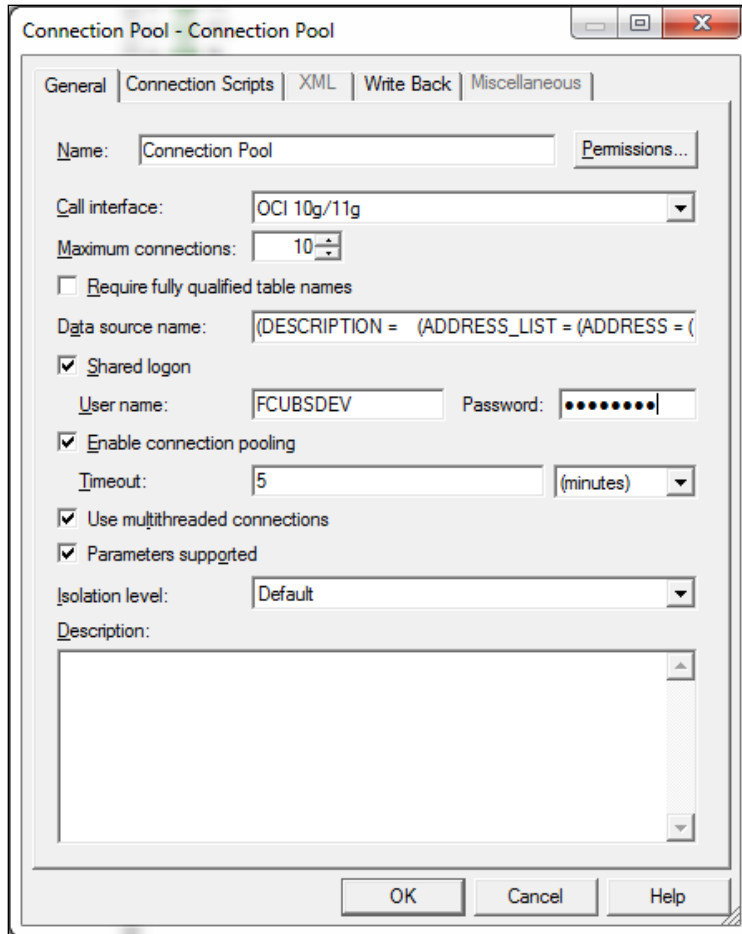 Connection Pool - Connection Pool
General Connection Scripts XML Write Back Miscellaneous
Name: Connection Pool Permissions...
Call interface: OCI 10g/11g
Maximum connections: 10
Require fully qualified table names
Data source name: (DESCRIPTION = (ADDRESS_LIST = (ADDRESS = (
Shared logon
User name: FCUBSDEV Password: ●●●●●●●●
Enable connection pooling
Timeout: 5 (minutes)
Use multithreaded connections
Parameters supported
Isolation level: Default
Description:
OK Cancel Help